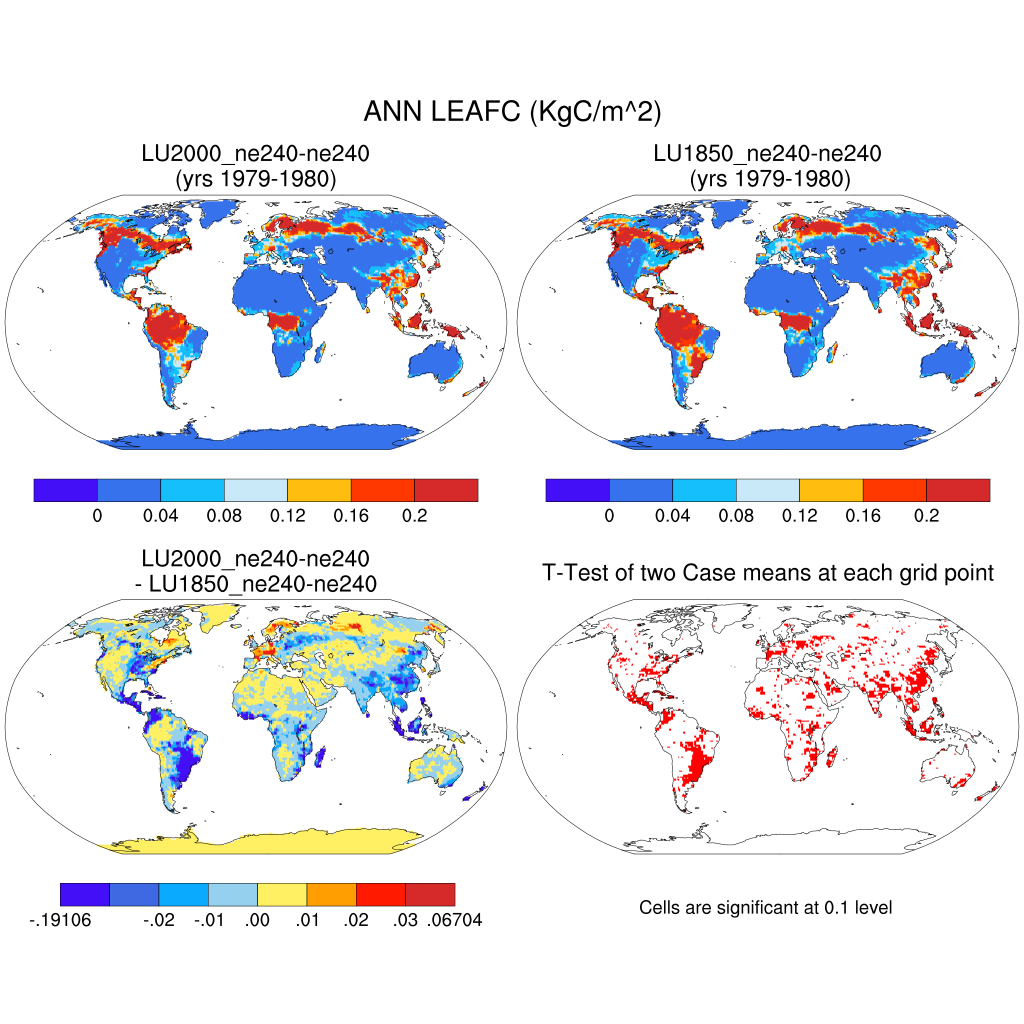 ANN LEAFC (KgC/m^2)
LU2000_ne240-ne240
(yrs 1979-1980)
LU1850_ne240-ne240
(yrs 1979-1980)
0 0.04 0.08 0.12 0.16 0.2
0 0.04 0.08 0.12 0.16 0.2
LU2000_ne240-ne240
- LU1850_ne240-ne240
T-Test of two Case means at each grid point
-.19106 -.02 -.01 .00 .01 .02 .03 .06704
Cells are significant at 0.1 level